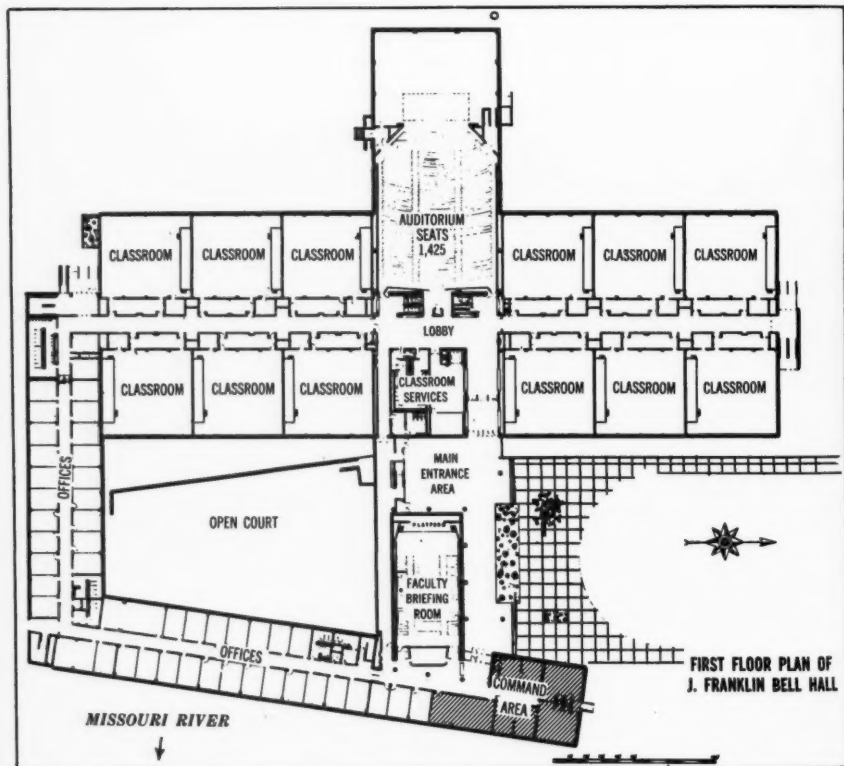 AUDITORIUM
SEATS
1,425
CLASSROOM
CLASSROOM
CLASSROOM
CLASSROOM
CLASSROOM
CLASSROOM
LOBBY
CLASSROOM
CLASSROOM
CLASSROOM
CLASSROOM
SERVICES
CLASSROOM
CLASSROOM
CLASSROOM
MAIN
ENTRANCE
AREA
OFFICES
OPEN COURT
PLATFORM
FACULTY
BRIEFING
ROOM
OFFICES
COMMAND
AREA
FIRST FLOOR PLAN OF
J. FRANKLIN BELL HALL
MISSOURI RIVER